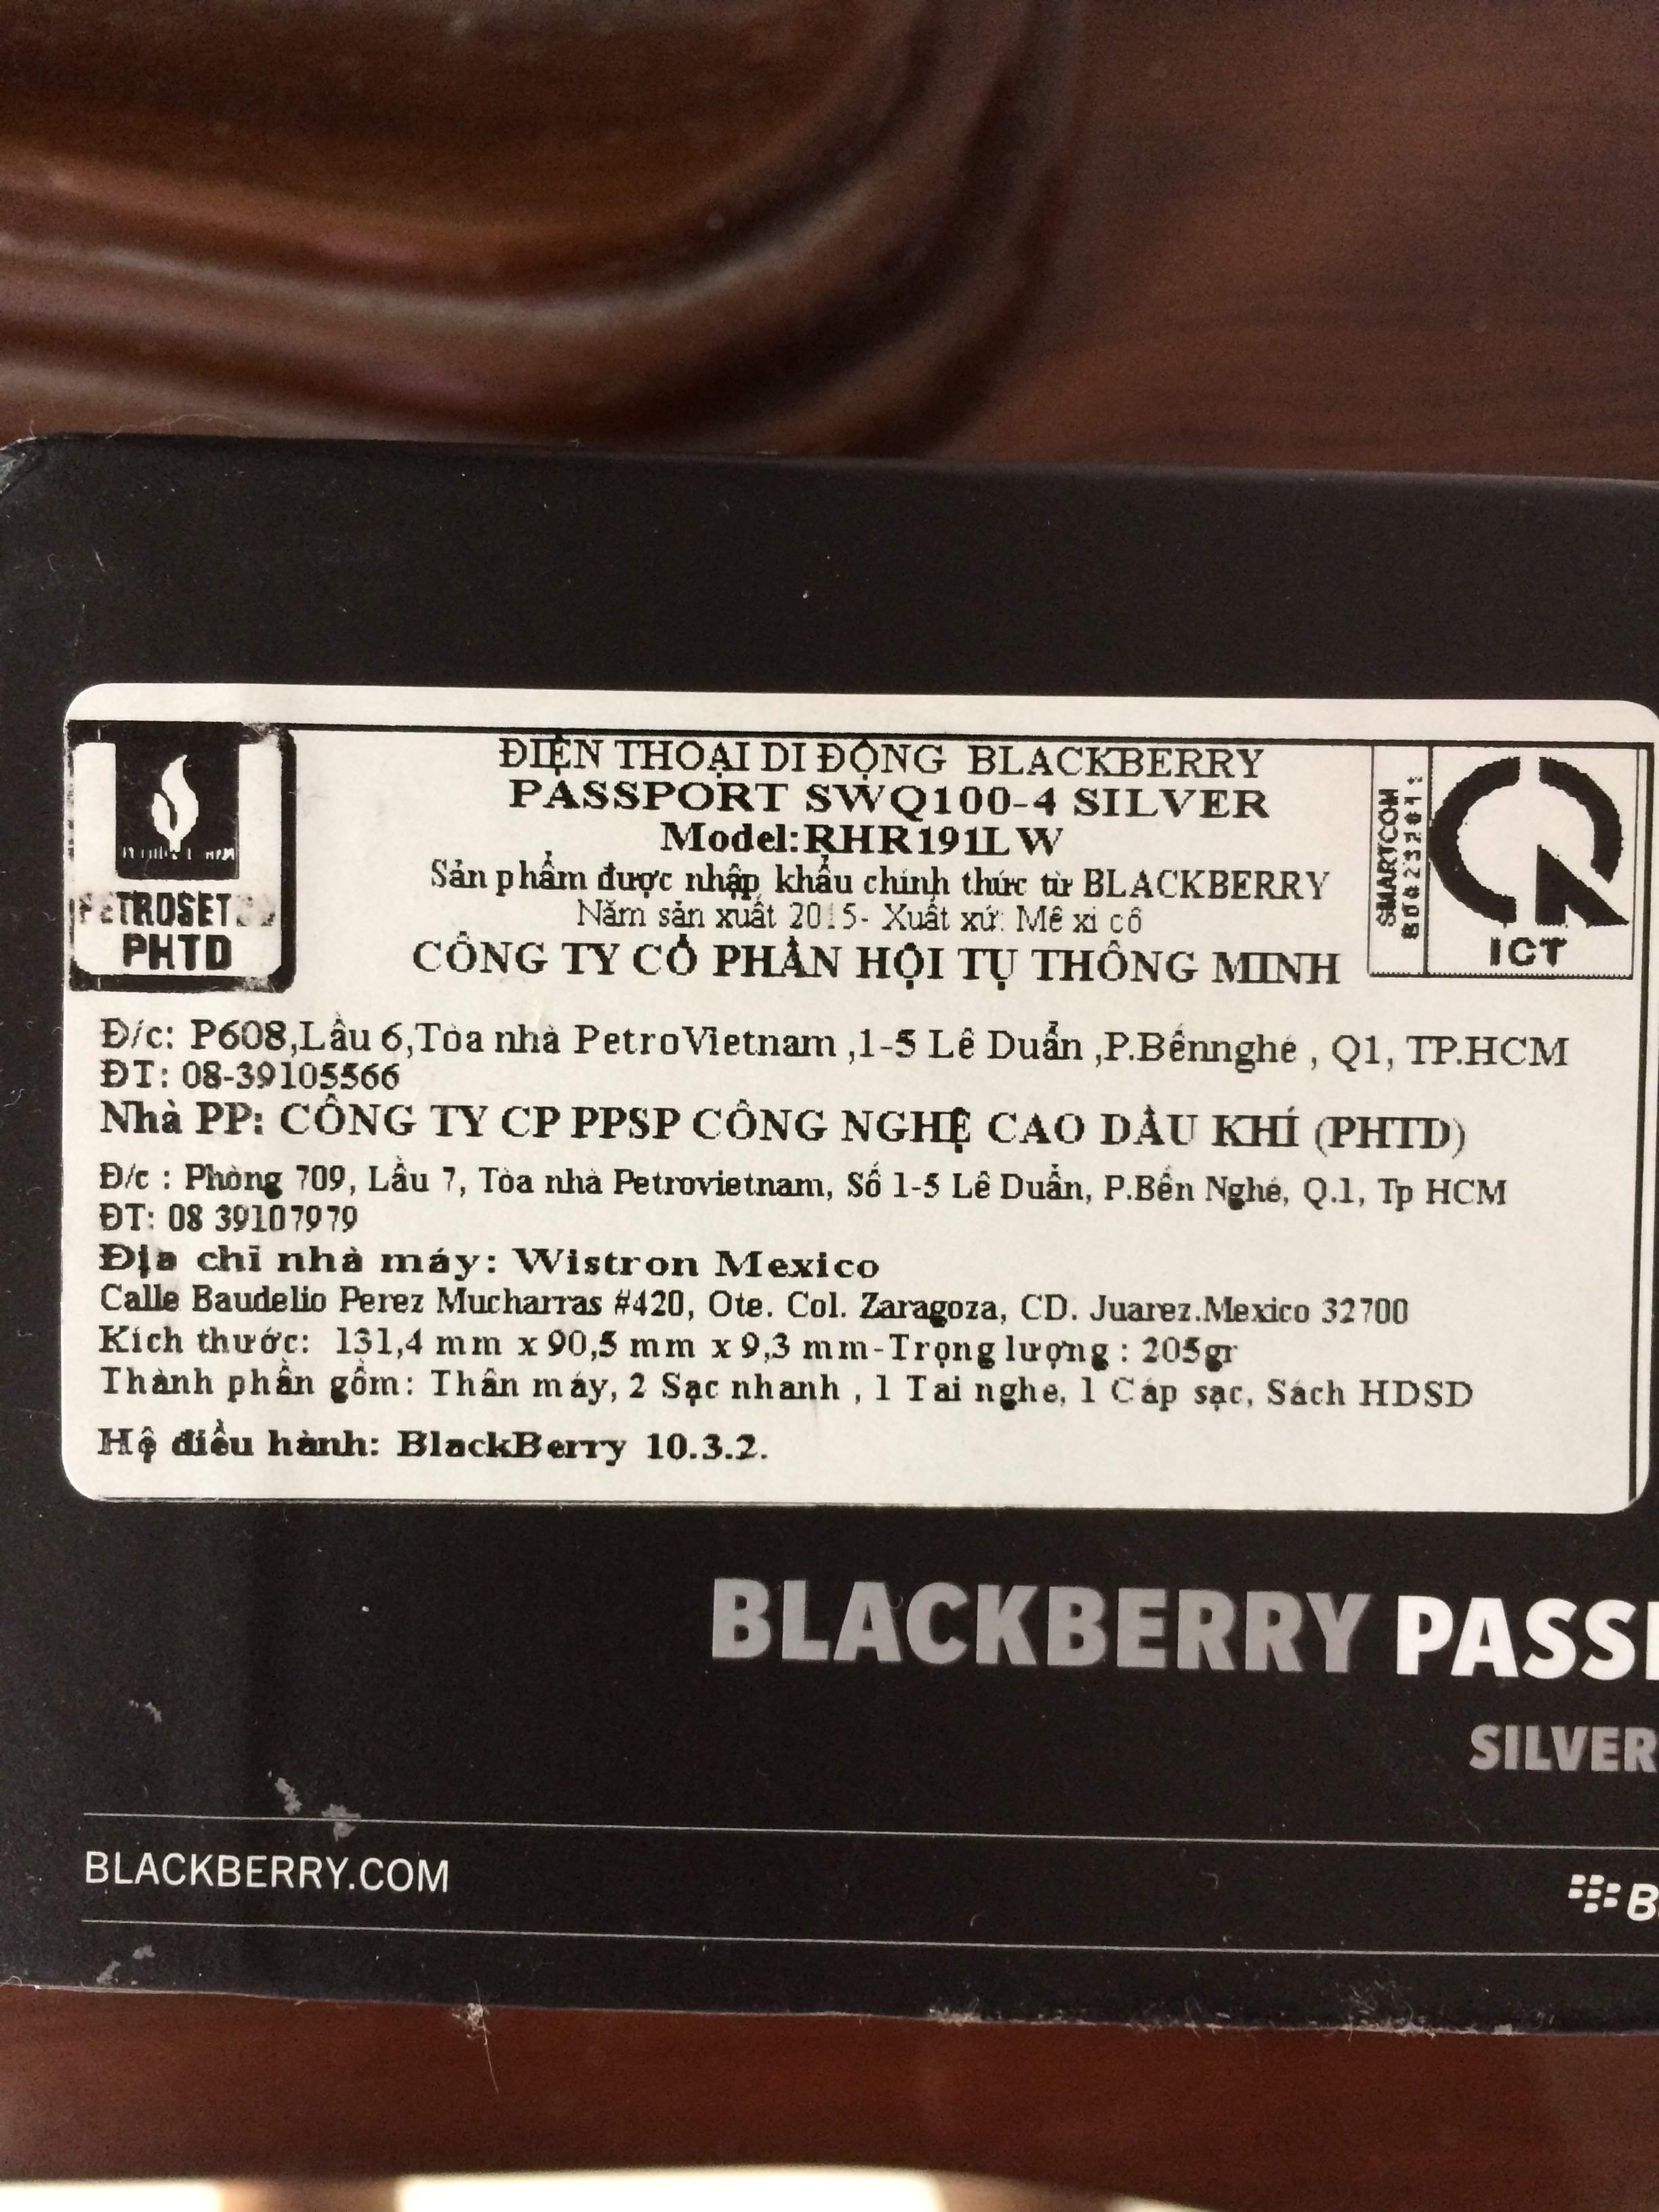 PHTD
ĐIỆN THOẠI DI ĐỘNG BLACKBERRY
PASSPORT SWQ100-4 SILVER
Model:RHR191LW
Sản phẩm được nhập khẩu chính thức từ BLACKBERRY
Năm sản xuất 2015- Xuất xứ: Mê xi cô
CÔNG TY CỔ PHẦN HỘI TỤ THÔNG MINH
SMARTCOM
ICT
Đ/c: P608,Lầu 6,Tòa nhà PetroVietnam ,1-5 Lê Duẩn ,P.Bếnnghé , Q1, TP.HCM
ĐT: 08-39105566
Nhà PP: CÔNG TY CP PPSP CÔNG NGHỆ CAO DẦU KHÍ (PHTD)
Đ/c : Phòng 709, Lầu 7, Tòa nhà Petrovietnam, Số 1-5 Lê Duẩn, P.Bến Nghé, Q.1, Tp HCM
ĐT: 08 39107979
Địa chỉ nhà máy: Wistron Mexico
Calle Baudelio Perez Mucharras #420, Ote. Col. Zaragoza, CD. Juarez.Mexico 32700
Kích thước: 131,4 mm x 90,5 mm x 9,3 mm-Trọng lượng : 205gr
Thành phần gồm: Thân máy, 2 Sạc nhanh , 1 Tai nghe, 1 Cáp sạc, Sách HDSD
Hệ điều hành: BlackBerry 10.3.2.
BLACKBERRY PASS
SILVER
BLACKBERRY.COM
B